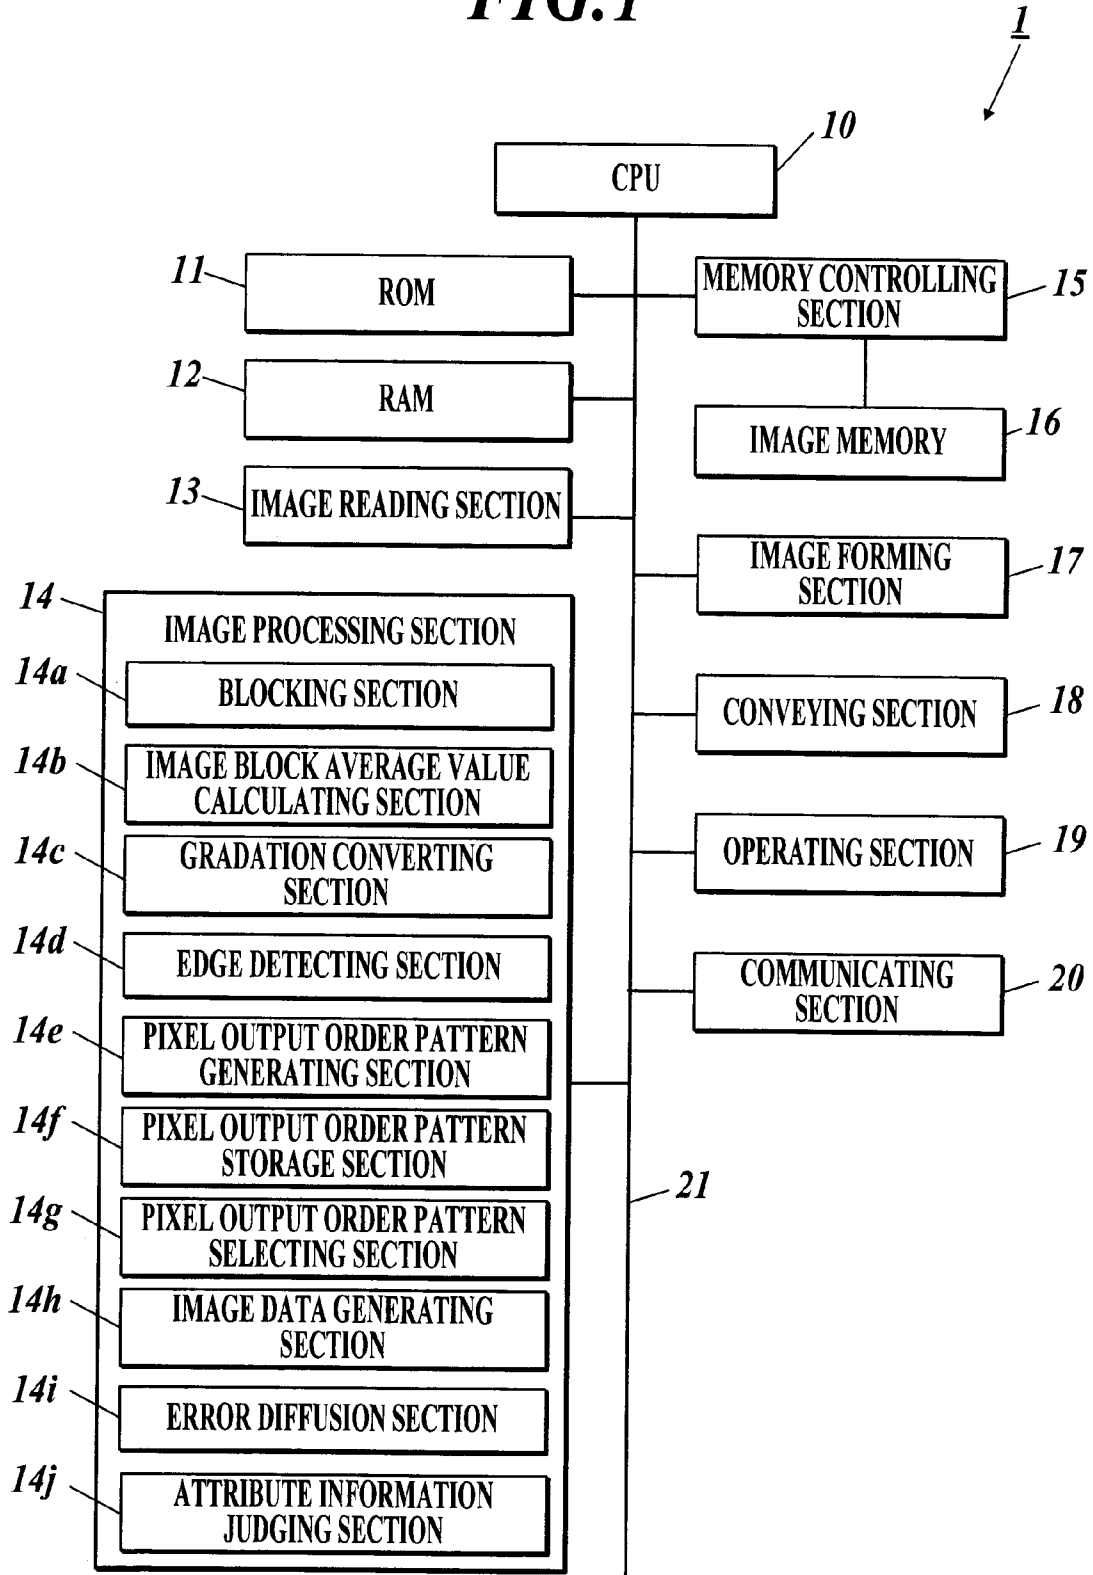 FIG.1
1
10
CPU
11
ROM
MEMORY CONTROLLING
SECTION
15
12
RAM
IMAGE MEMORY
16
13
IMAGE READING SECTION
IMAGE FORMING
SECTION
17
14
IMAGE PROCESSING SECTION
14a
BLOCKING SECTION
CONVEYING SECTION
18
14b
IMAGE BLOCK AVERAGE VALUE
CALCULATING SECTION
14c
GRADATION CONVERTING
SECTION
OPERATING SECTION
19
14d
EDGE DETECTING SECTION
COMMUNICATING
SECTION
20
14e
PIXEL OUTPUT ORDER PATTERN
GENERATING SECTION
14f
PIXEL OUTPUT ORDER PATTERN
STORAGE SECTION
21
14g
PIXEL OUTPUT ORDER PATTERN
SELECTING SECTION
14h
IMAGE DATA GENERATING
SECTION
14i
ERROR DIFFUSION SECTION
14j
ATTRIBUTE INFORMATION
JUDGING SECTION